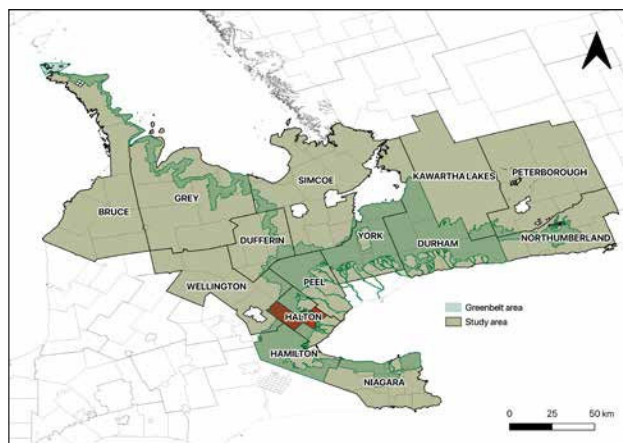 KAWARTHA LAKES
PETERBOROUGH
SIMCOE
GREY
BRUCE
YORK
DUFFERIN
DURHAM
NORTHUMBERLAND
PEEL
WELLINGTON
HALTON
Greenbelt area
Study area
HAMILTON
NIAGARA
0 25 50 km